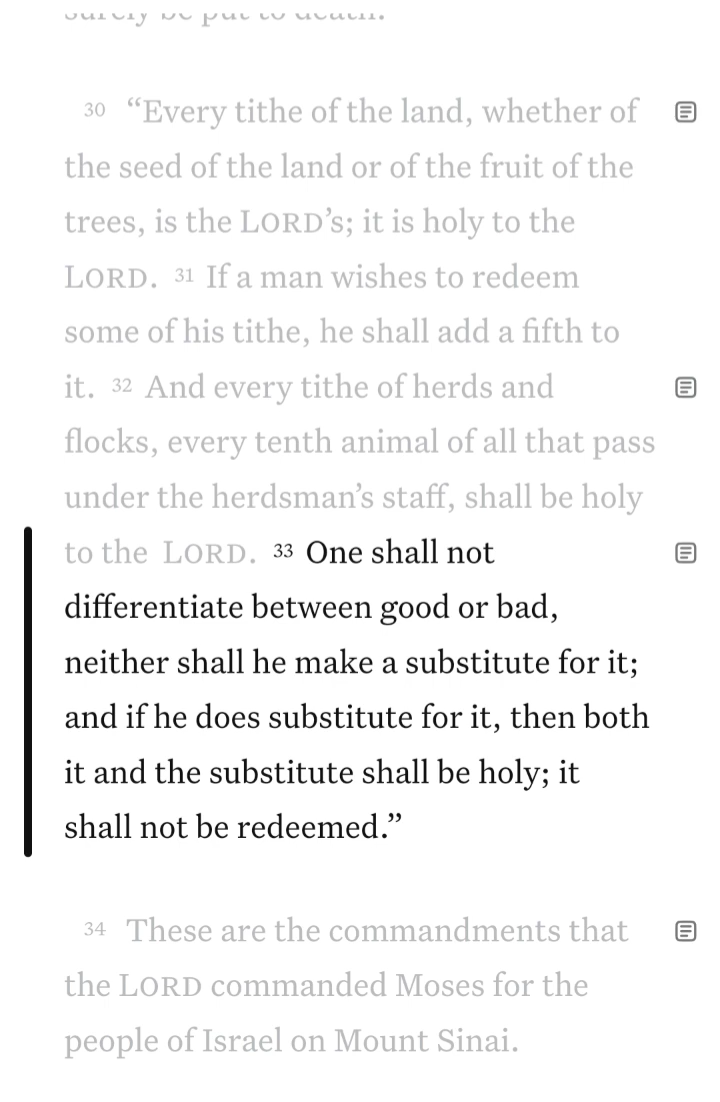 surely be put to death.
30 “Every tithe of the land, whether of
the seed of the land or of the fruit of the
trees, is the LORD’s; it is holy to the
LORD. 31 If a man wishes to redeem
some of his tithe, he shall add a fifth to
it. 32 And every tithe of herds and
flocks, every tenth animal of all that pass
under the herdsman’s staff, shall be holy
to the LORD. 33 One shall not
differentiate between good or bad,
neither shall he make a substitute for it;
and if he does substitute for it, then both
it and the substitute shall be holy; it
shall not be redeemed.”
34 These are the commandments that
the LORD commanded Moses for the
people of Israel on Mount Sinai.